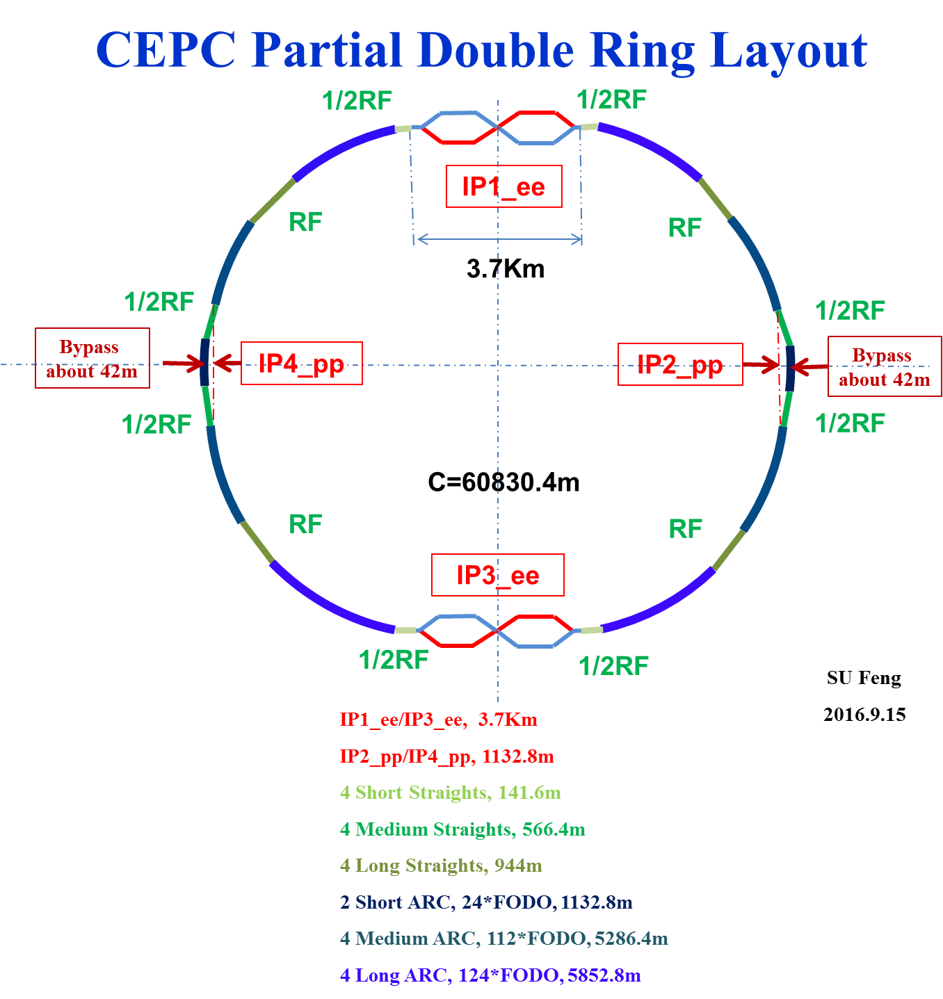 CEPC Partial Double Ring Layout
1/2RF
1/2RF
IP1_ee
RF
RF
3.7Km
1/2RF
1/2RF
Bypass
about 42m
IP4_pp
IP2_pp
Bypass
about 42m
1/2RF
1/2RF
C=60830.4m
RF
RF
IP3_ee
1/2RF
1/2RF
SU Feng
2016.9.15
IP1_ee/IP3_ee, 3.7Km
IP2_pp/IP4_pp, 1132.8m
4 Short Straights, 141.6m
4 Medium Straights, 566.4m
4 Long Straights, 944m
2 Short ARC, 24*FODO, 1132.8m
4 Medium ARC, 112*FODO, 5286.4m
4 Long ARC, 124*FODO, 5852.8m